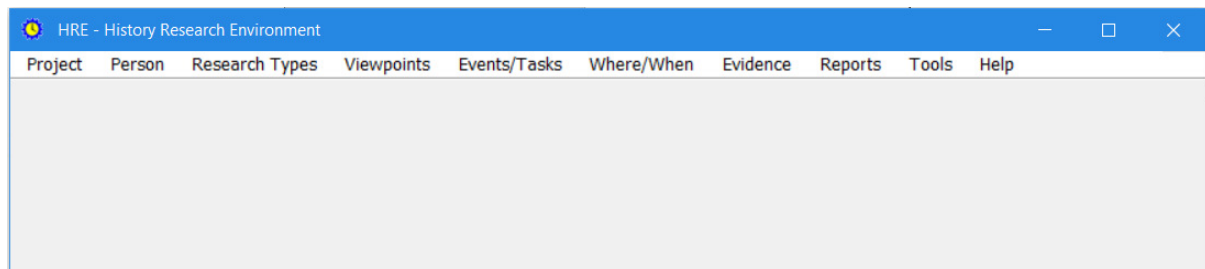 HRE - History Research Environment
Project Person Research Types Viewpoints Events/Tasks Where/When Evidence Reports Tools Help